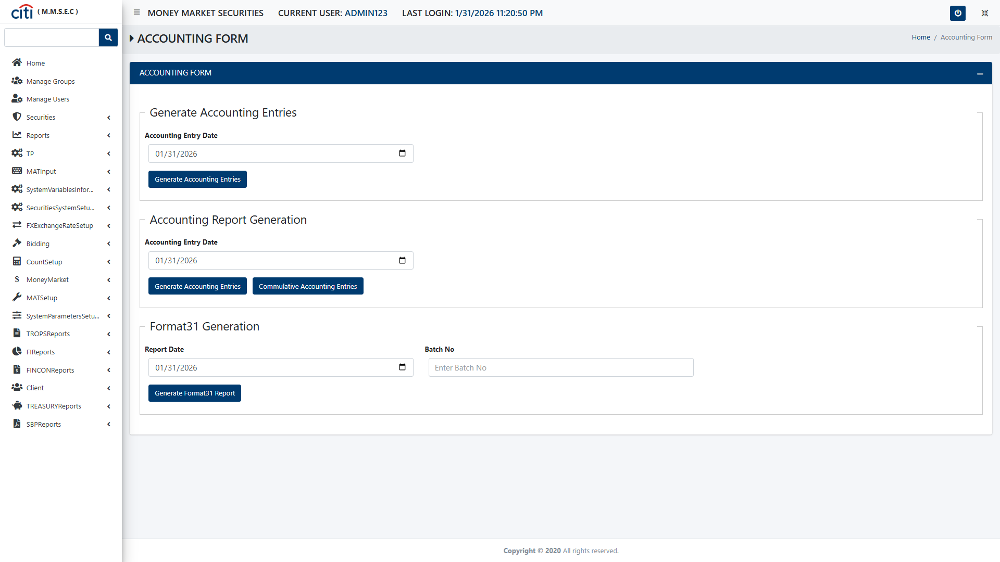 citi ( M.M.S.E.C )
MONEY MARKET SECURITIES CURRENT USER: ADMIN123 LAST LOGIN: 1/31/2026 11:20:50 PM
ACCOUNTING FORM
Home / Accounting Form
Home
Manage Groups
Manage Users
Securities
Reports
TP
MATInput
SystemVariablesInfor...
SecuritiesSystemSetu...
FXExchangeRateSetup
Bidding
CountSetup
MoneyMarket
MATSetup
SystemParametersSetu...
TROPSReports
FIReports
FINCONReports
Client
TREASURYReports
SBPReports
ACCOUNTING FORM
Generate Accounting Entries
Accounting Entry Date
01/31/2026
Generate Accounting Entries
Accounting Report Generation
Accounting Entry Date
01/31/2026
Generate Accounting Entries Commulative Accounting Entries
Format31 Generation
Report Date Batch No
01/31/2026 Enter Batch No
Generate Format31 Report
Copyright © 2020 All rights reserved.